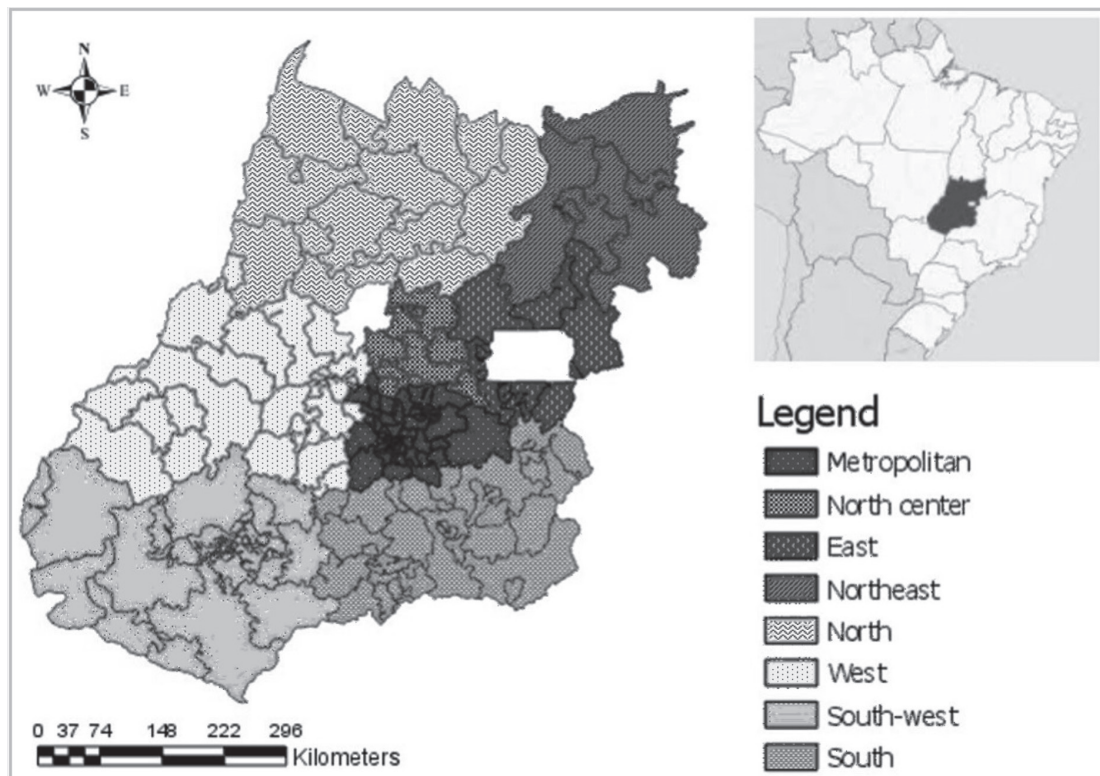 N
W E
S
Legend
Metropolitan
North center
East
Northeast
North
West
South-west
South
0 37 74 148 222 296
Kilometers